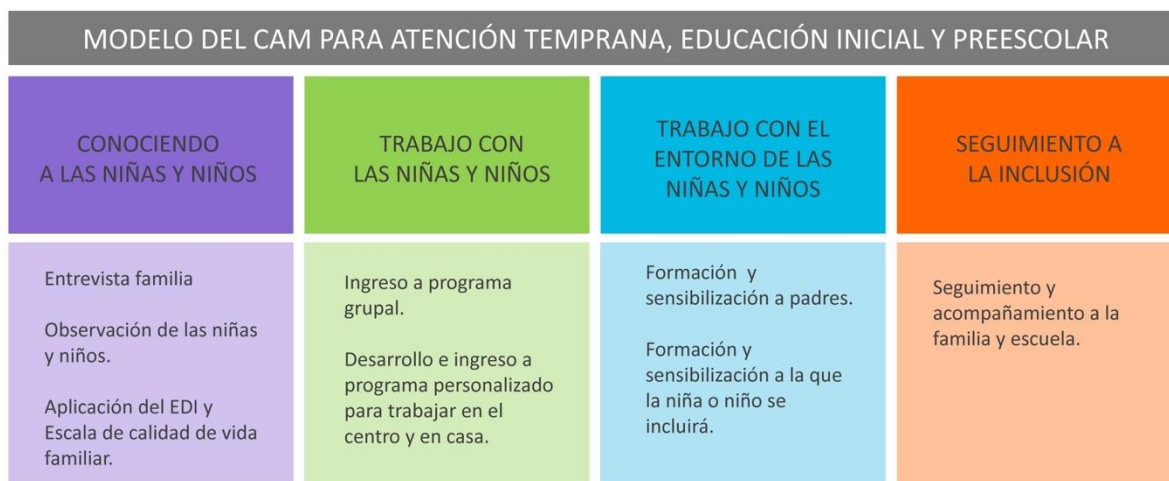 MODELO DEL CAM PARA ATENCIÓN TEMPRANA, EDUCACIÓN INICIAL Y PREESCOLAR
CONOCIENDO
A LAS NIÑAS Y NIÑOS
Entrevista familia
Observación de las niñas
y niños.
Aplicación del EDI y
Escala de calidad de vida
familiar.
TRABAJO CON
LAS NIÑAS Y NIÑOS
Ingreso a programa
grupal.
Desarrollo e ingreso a
programa personalizado
para trabajar en el
centro y en casa.
TRABAJO CON EL
ENTORNO DE LAS
NIÑAS Y NIÑOS
Formación y
sensibilización a padres.
Formación y
sensibilización a la que
la niña o niño se
incluirá.
SEGUIMIENTO A
LA INCLUSIÓN
Seguimiento y
acompañamiento a la
familia y escuela.